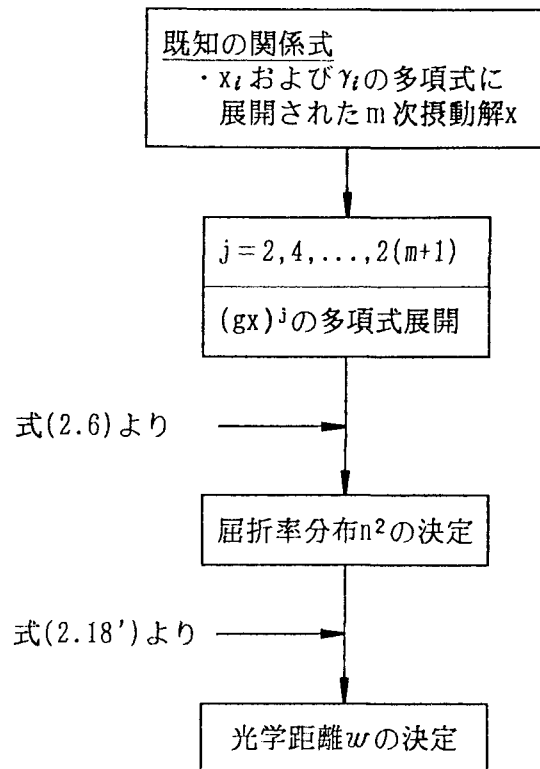 既知の関係式
・xiおよびγiの多項式に
展開されたm次摂動解x
j=2,4,...,2(m+1)
(gx)jの多項式展開
式(2.6)より
屈折率分布n2の決定
式(2.18')より
光学距離wの決定